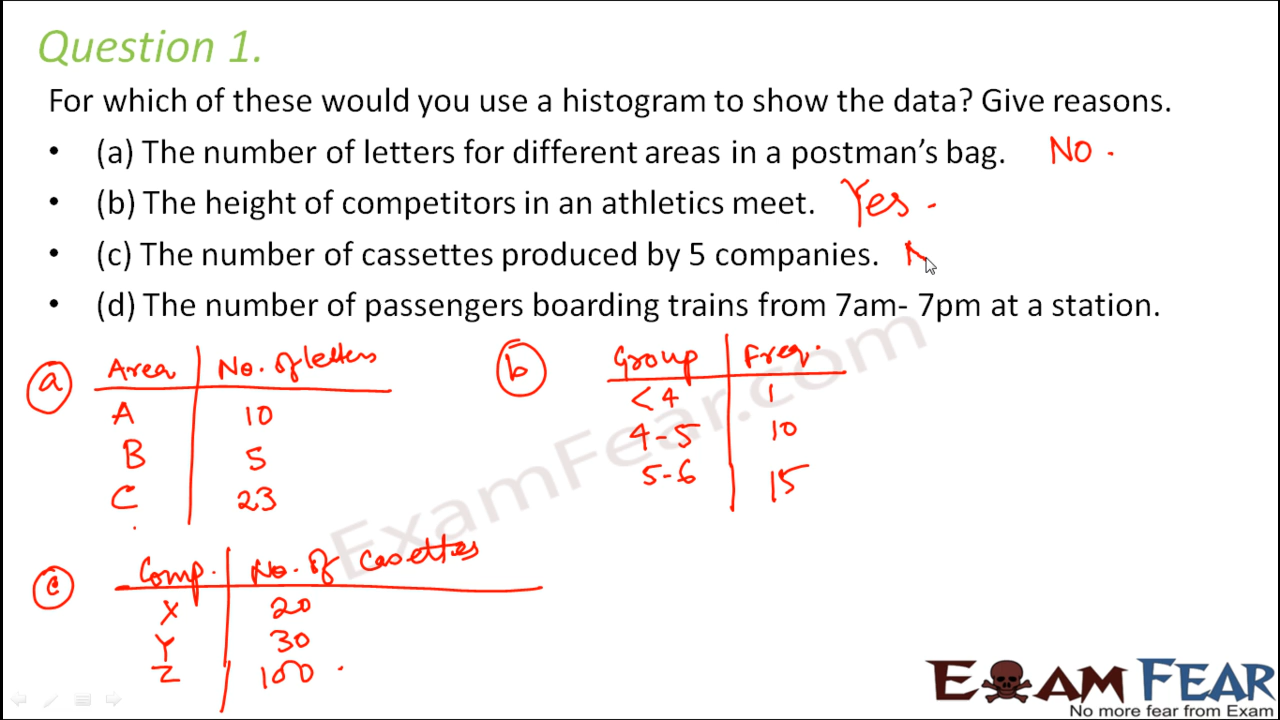 Question 1.
For which of these would you use a histogram to show the data? Give reasons.
• (a) The number of letters for different areas in a postman's bag. NO.
• (b) The height of competitors in an athletics meet. Yes.
• (c) The number of cassettes produced by 5 companies.
• (d) The number of passengers boarding trains from 7am- 7pm at a station.
a Area No. of letters
A 10
B 5
C 23
b Group Freq.
<4 1
4-5 10
5-6 15
c Comp. No. of Casettes
X 20
Y 30
Z 100
ExamFear.com
EXAM FEAR
No more fear from Exam